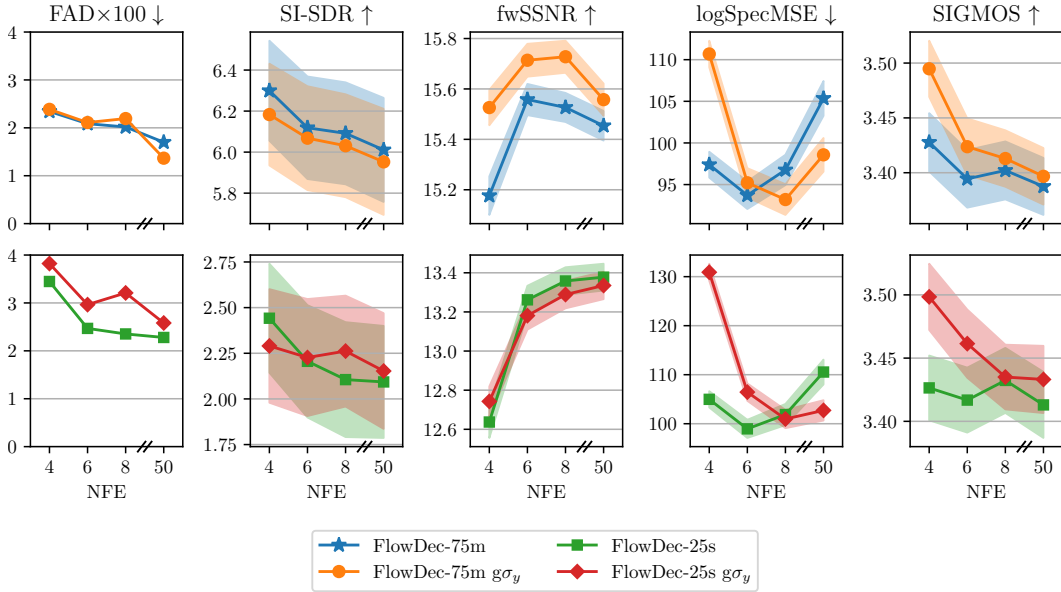 FAD×100 ↓ SI-SDR ↑ fwSSNR ↑ logSpecMSE ↓ SIGMOS ↑
4 3 2 1 0
6.4 6.2 6.0 5.8
15.8 15.6 15.4 15.2
110 105 100 95
3.50 3.45 3.40
4 3 2 1 0
2.75 2.50 2.25 2.00 1.75
13.4 13.2 13.0 12.8 12.6
130 120 110 100
3.50 3.45 3.40
4 6 8 50 4 6 8 50 4 6 8 50 4 6 8 50 4 6 8 50
NFE NFE NFE NFE NFE
FlowDec-75m FlowDec-25s
FlowDec-75m gσ_y FlowDec-25s gσ_y